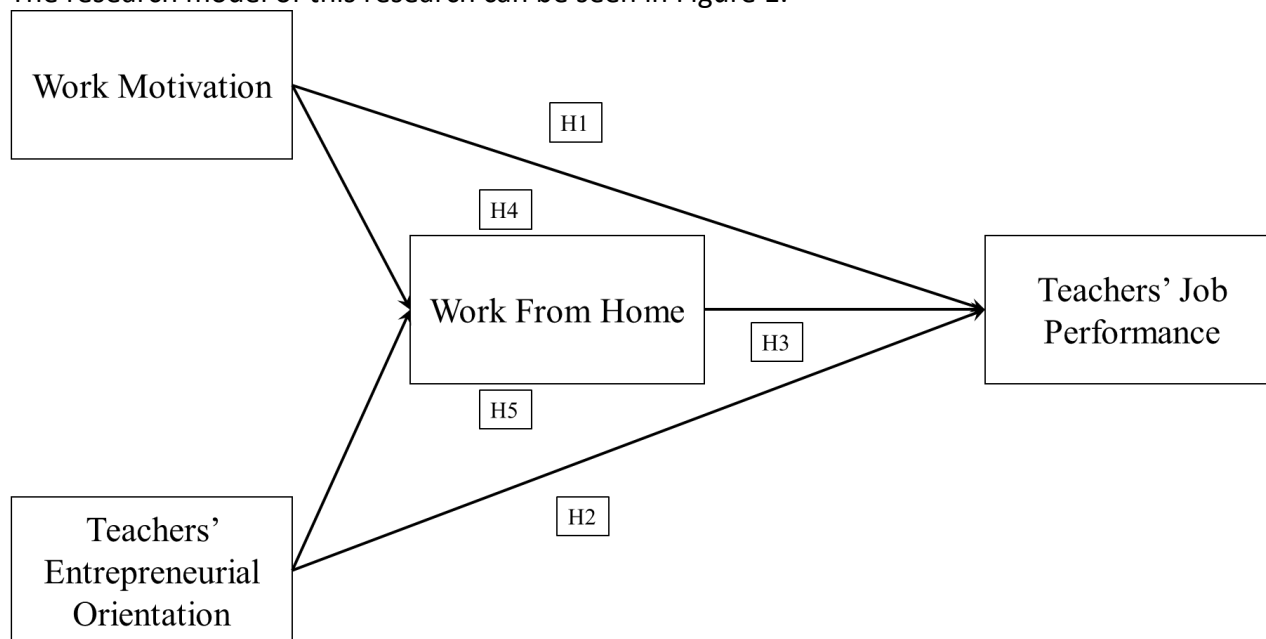 The research model of this research can be seen in Figure 1.
Work Motivation
H1
H4
Work From Home
Teachers’ Job
Performance
H3
H5
Teachers’
Entrepreneurial
Orientation
H2